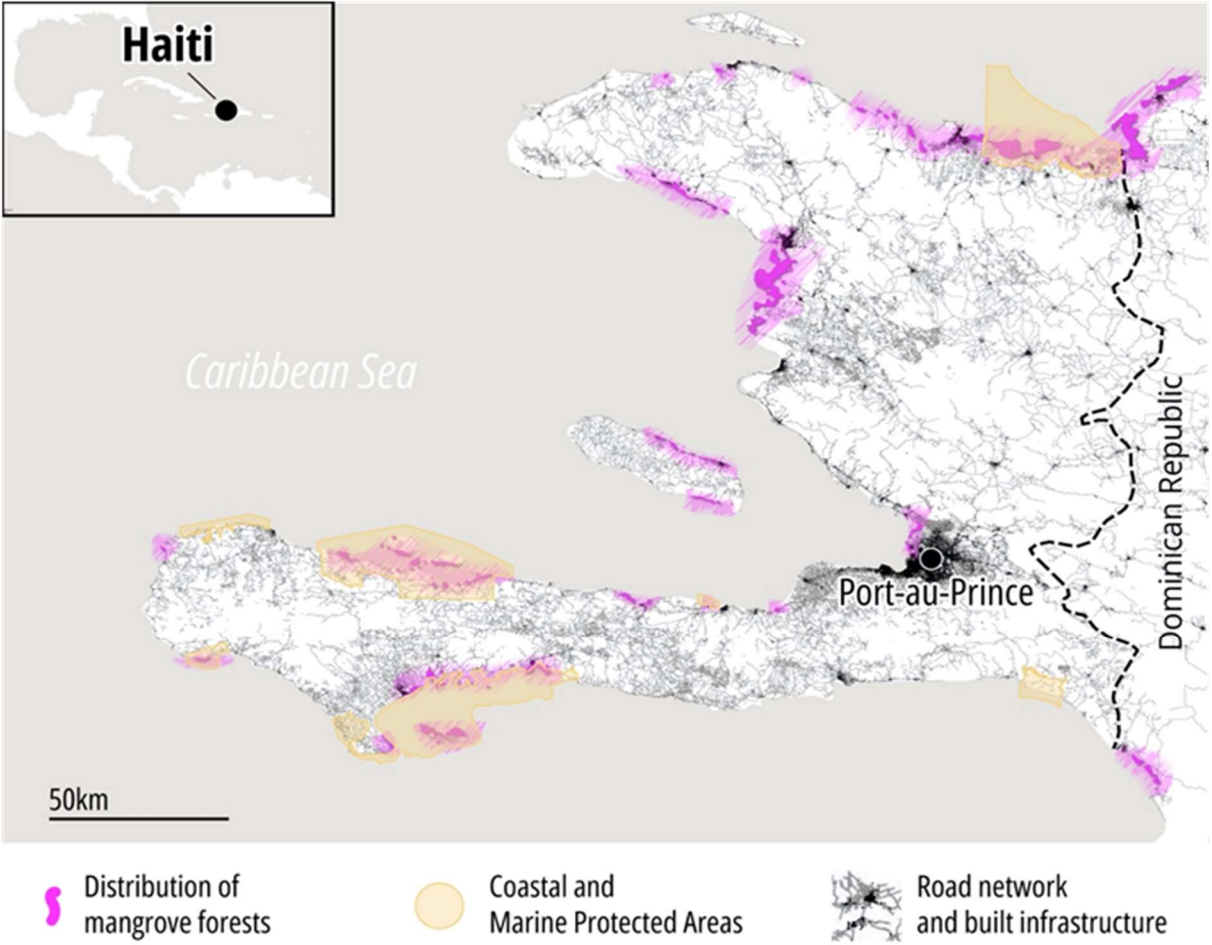 Haiti
Caribbean Sea
Dominican Republic
Port-au-Prince
50km
Distribution of
mangrove forests
Coastal and
Marine Protected Areas
Road network
and built infrastructure